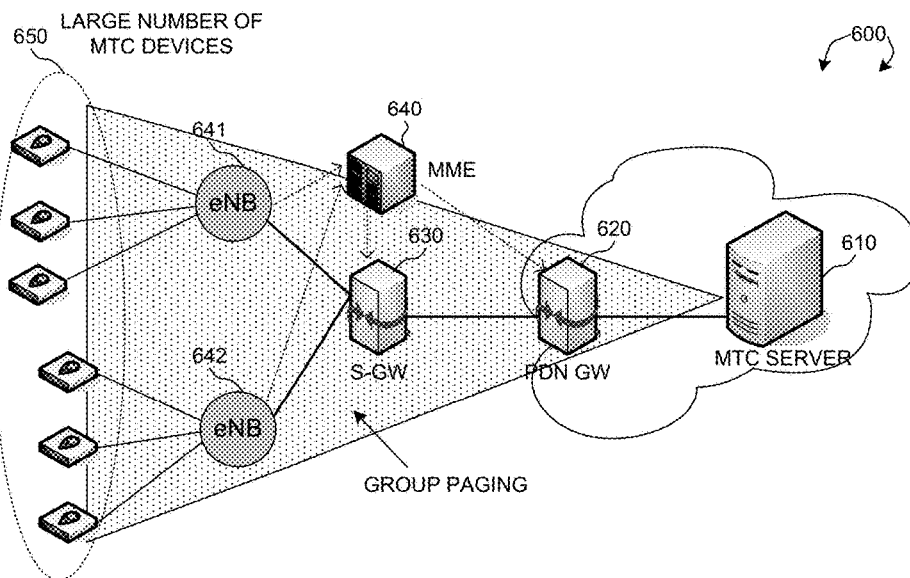 LARGE NUMBER OF
MTC DEVICES
650
600
640
641
MME
eNB
630
620
610
642
S-GW
PDN GW
MTC SERVER
eNB
GROUP PAGING